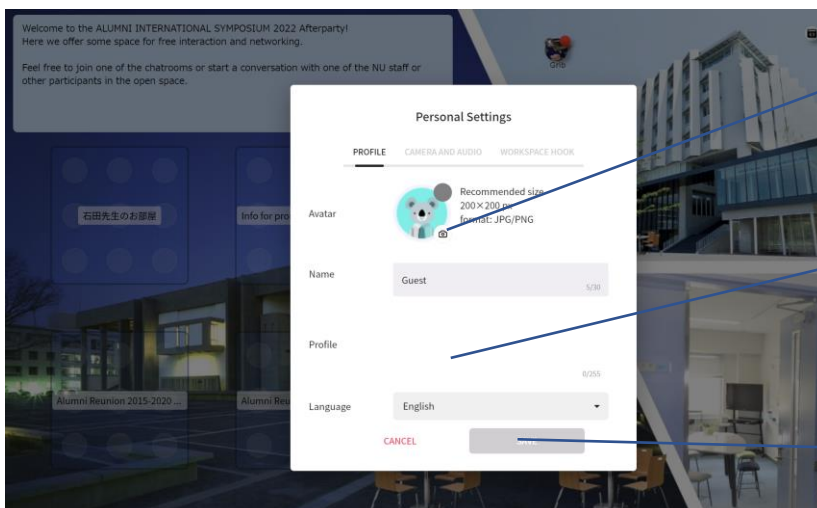 Welcome to the ALUMNI INTERNATIONAL SYMPOSIUM 2022 Afterparty!
Here we offer some space for free interaction and networking.
Feel free to join one of the chatrooms or start a conversation with one of the NU staff or
other participants in the open space.
Personal Settings
PROFILE CAMERA AND AUDIO WORKSPACE HOOK
Avatar
Recommended size
200×200 px
format: JPG/PNG
石田先生のお部屋
Info for pro
Name
Guest
5/30
Profile
0/255
Alumni Reunion 2015-2020 ...
Alumni Reu
Language
English
CANCEL
SAVE